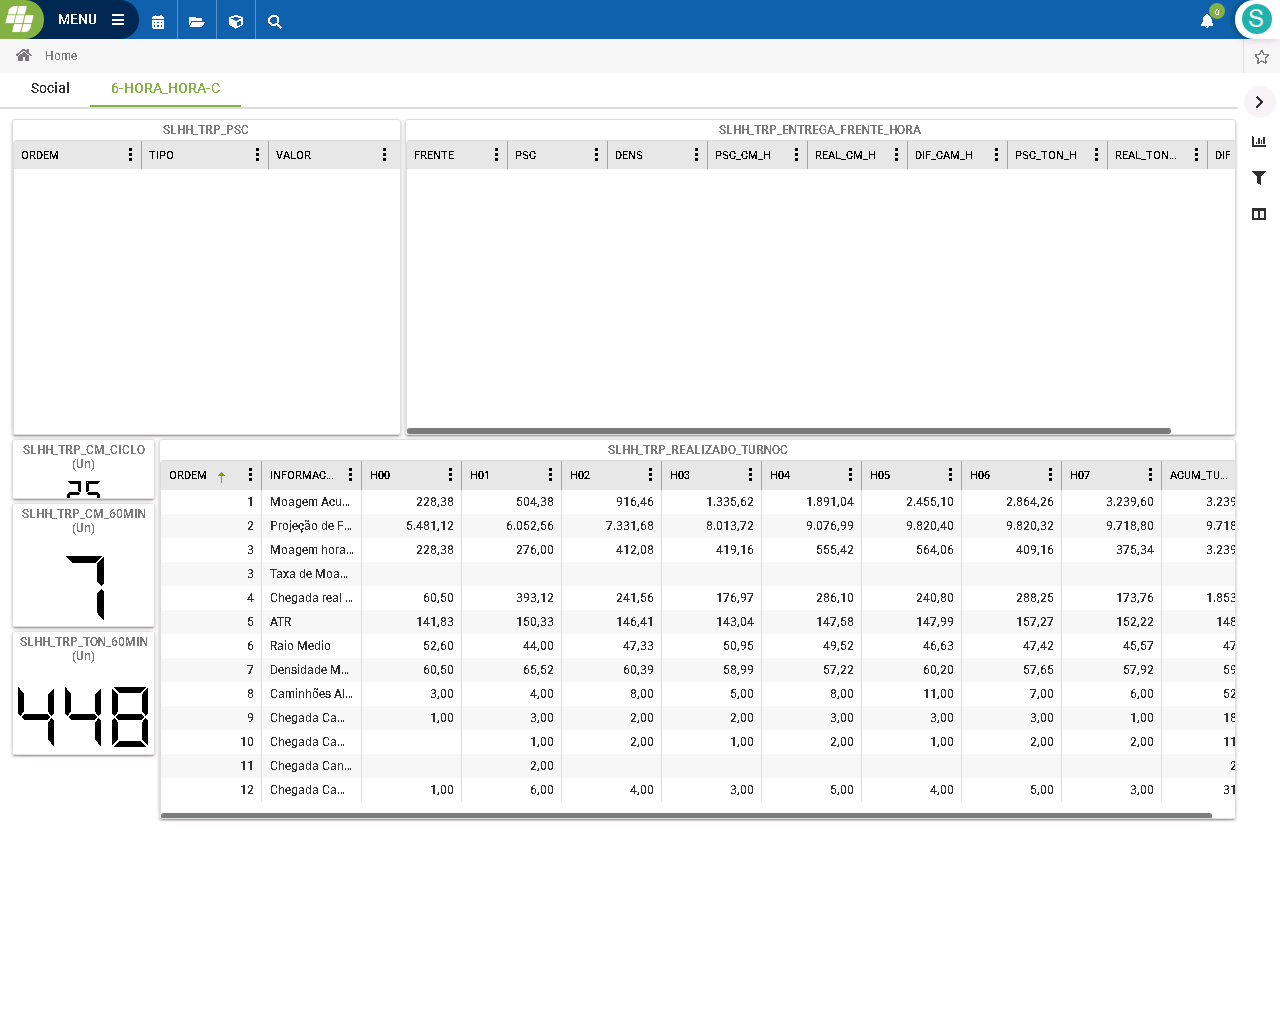 MENU
0
S
Home
Social
6-HORA_HORA-C
SLHH_TRP_PSC
ORDEM TIPO VALOR
SLHH_TRP_ENTREGA_FRENTE_HORA
FRENTE PSC DENS PSC_CM_H REAL_CM_H DIF_CAM_H PSC_TON_H REAL_TON... DIF
SLHH_TRP_CM_CICLO
(Un)
25
SLHH_TRP_CM_60MIN
(Un)
7
SLHH_TRP_TON_60MIN
(Un)
448
SLHH_TRP_REALIZADO_TURNOC
ORDEM INFORMAC... H00 H01 H02 H03 H04 H05 H06 H07 ACUM_TU...
1 Moagem Acu... 228,38 504,38 916,46 1.335,62 1.891,04 2.455,10 2.864,26 3.239,60 3.239
2 Projeção de F... 5.481,12 6.052,56 7.331,68 8.013,72 9.076,99 9.820,40 9.820,32 9.718,80 9.718
3 Moagem hora... 228,38 276,00 412,08 419,16 555,42 564,06 409,16 375,34 3.239
3 Taxa de Moa...
4 Chegada real ... 60,50 393,12 241,56 176,97 286,10 240,80 288,25 173,76 1.853
5 ATR 141,83 150,33 146,41 143,04 147,58 147,99 157,27 152,22 148
6 Raio Medio 52,60 44,00 47,33 50,95 49,52 46,63 47,42 45,57 47
7 Densidade M... 60,50 65,52 60,39 58,99 57,22 60,20 57,65 57,92 59
8 Caminhões Al... 3,00 4,00 8,00 5,00 8,00 11,00 7,00 6,00 52
9 Chegada Ca... 1,00 3,00 2,00 2,00 3,00 3,00 3,00 1,00 18
10 Chegada Ca... 1,00 2,00 1,00 2,00 1,00 2,00 2,00 11
11 Chegada Can... 2,00 2
12 Chegada Ca... 1,00 6,00 4,00 3,00 5,00 4,00 5,00 3,00 31